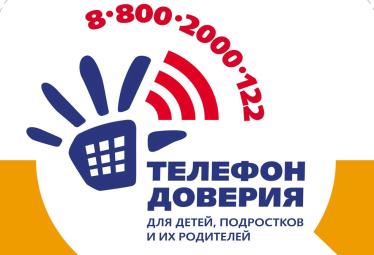 8·800·2000·122
ТЕЛЕФОН
ДОВЕРИЯ
ДЛЯ ДЕТЕЙ, ПОДРОСТКОВ
И ИХ РОДИТЕЛЕЙ